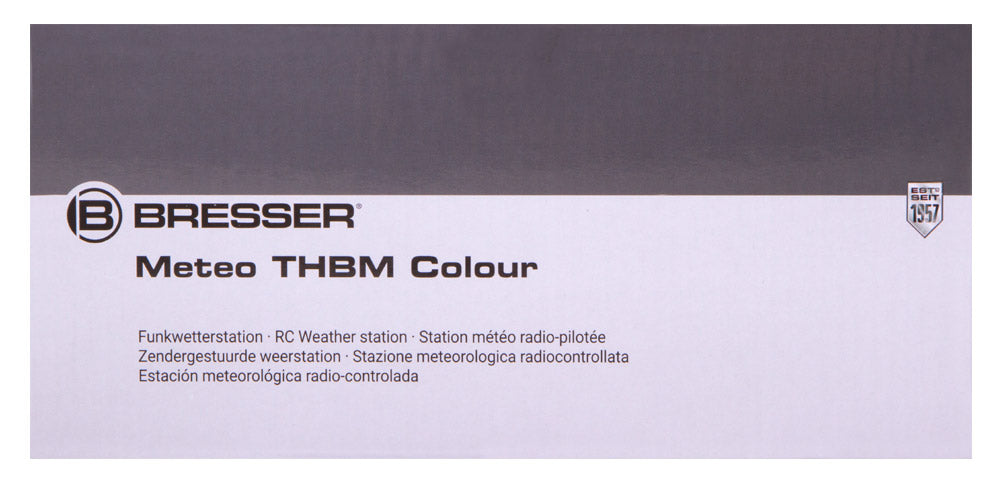 B BRESSER®
Meteo THBM Colour
Funkwetterstation · RC Weather station · Station météo radio-pilotée
Zendergestuurde weerstation · Stazione meteorologica radiocontrollata
Estación meteorológica radio-controlada
EST^D
SEIT
1957